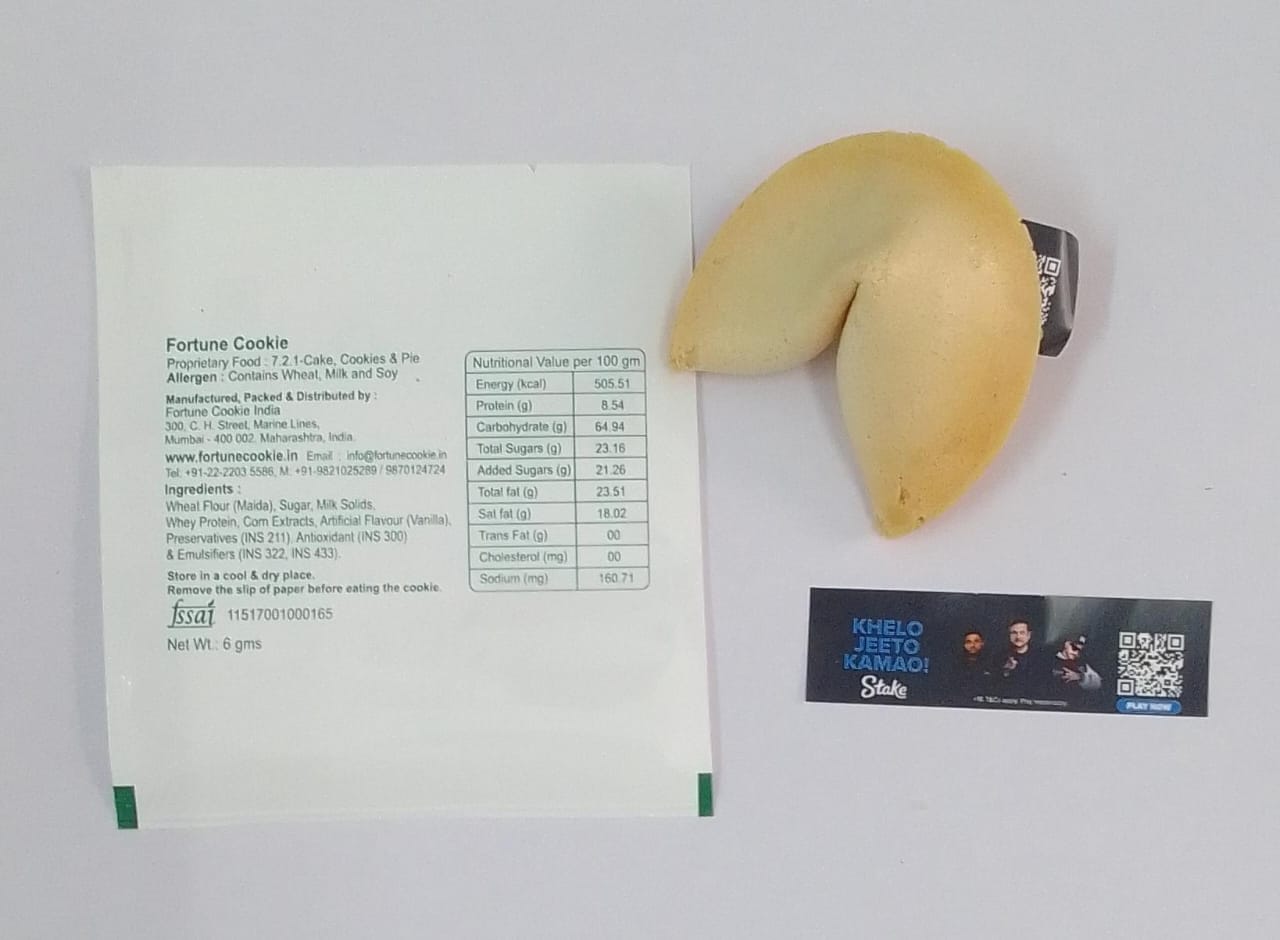 Fortune Cookie
Proprietary Food : 7.2.1-Cake, Cookies & Pie
Allergen : Contains Wheat, Milk and Soy
Manufactured, Packed & Distributed by :
Fortune Cookie India
300, C. H. Street, Marine Lines,
Mumbai - 400 002. Maharashtra, India.
www.fortunecookie.in Email : info@fortunecookie.in
Tel: +91-22-2203 5586, M: +91-9821025289 / 9870124724
Ingredients :
Wheat Flour (Maida), Sugar, Milk Solids,
Whey Protein, Corn Extracts, Artificial Flavour (Vanilla),
Preservatives (INS 211), Antioxidant (INS 300)
& Emulsifiers (INS 322, INS 433).
Store in a cool & dry place.
Remove the slip of paper before eating the cookie.
fssai 11517001000165
Net Wt.: 6 gms
Nutritional Value per 100 gm
Energy (kcal) 505.51
Protein (g) 8.54
Carbohydrate (g) 64.94
Total Sugars (g) 23.16
Added Sugars (g) 21.26
Total fat (g) 23.51
Sat fat (g) 18.02
Trans Fat (g) 00
Cholesterol (mg) 00
Sodium (mg) 160.71
KHELO
JEETO
KAMAO!
Stake
PLAY NOW